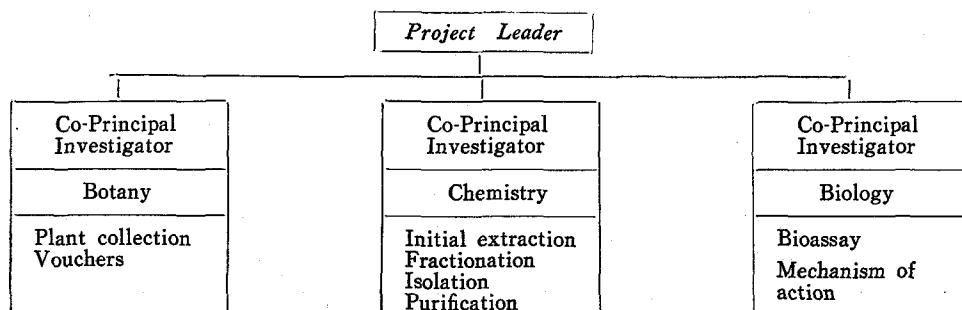 Project Leader
Co-Principal
Investigator
Botany
Plant collection
Vouchers
Co-Principal
Investigator
Chemistry
Initial extraction
Fractionation
Isolation
Purification
Co-Principal
Investigator
Biology
Bioassay
Mechanism of
action